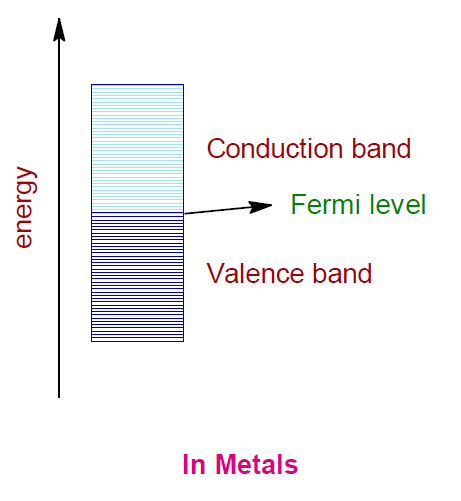 energy
Conduction band
Fermi level
Valence band
In Metals